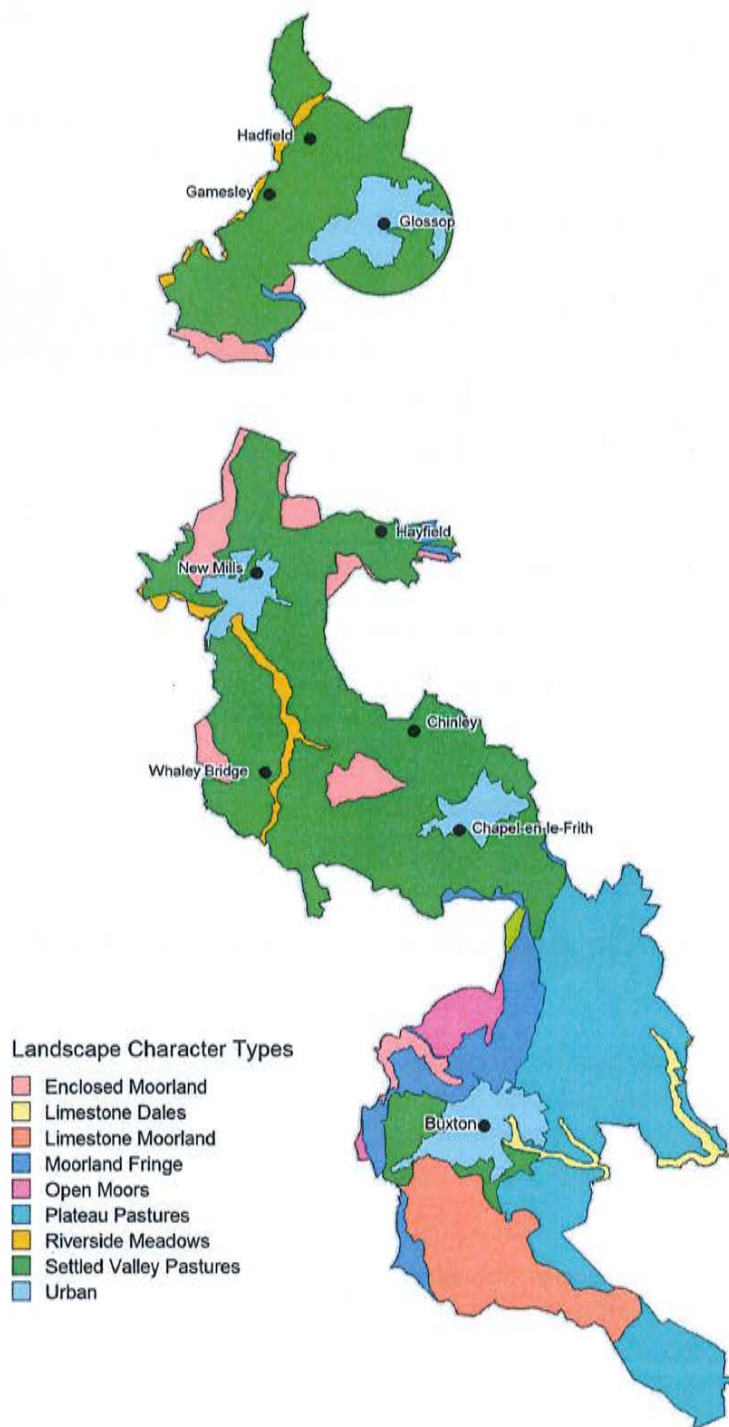 Hadfield
Gamesley
Glossop
Hayfield
New Mills
Chinley
Whaley Bridge
Chapel-en-le-Frith
Landscape Character Types
Enclosed Moorland
Limestone Dales
Limestone Moorland
Moorland Fringe
Open Moors
Plateau Pastures
Riverside Meadows
Settled Valley Pastures
Urban
Buxton